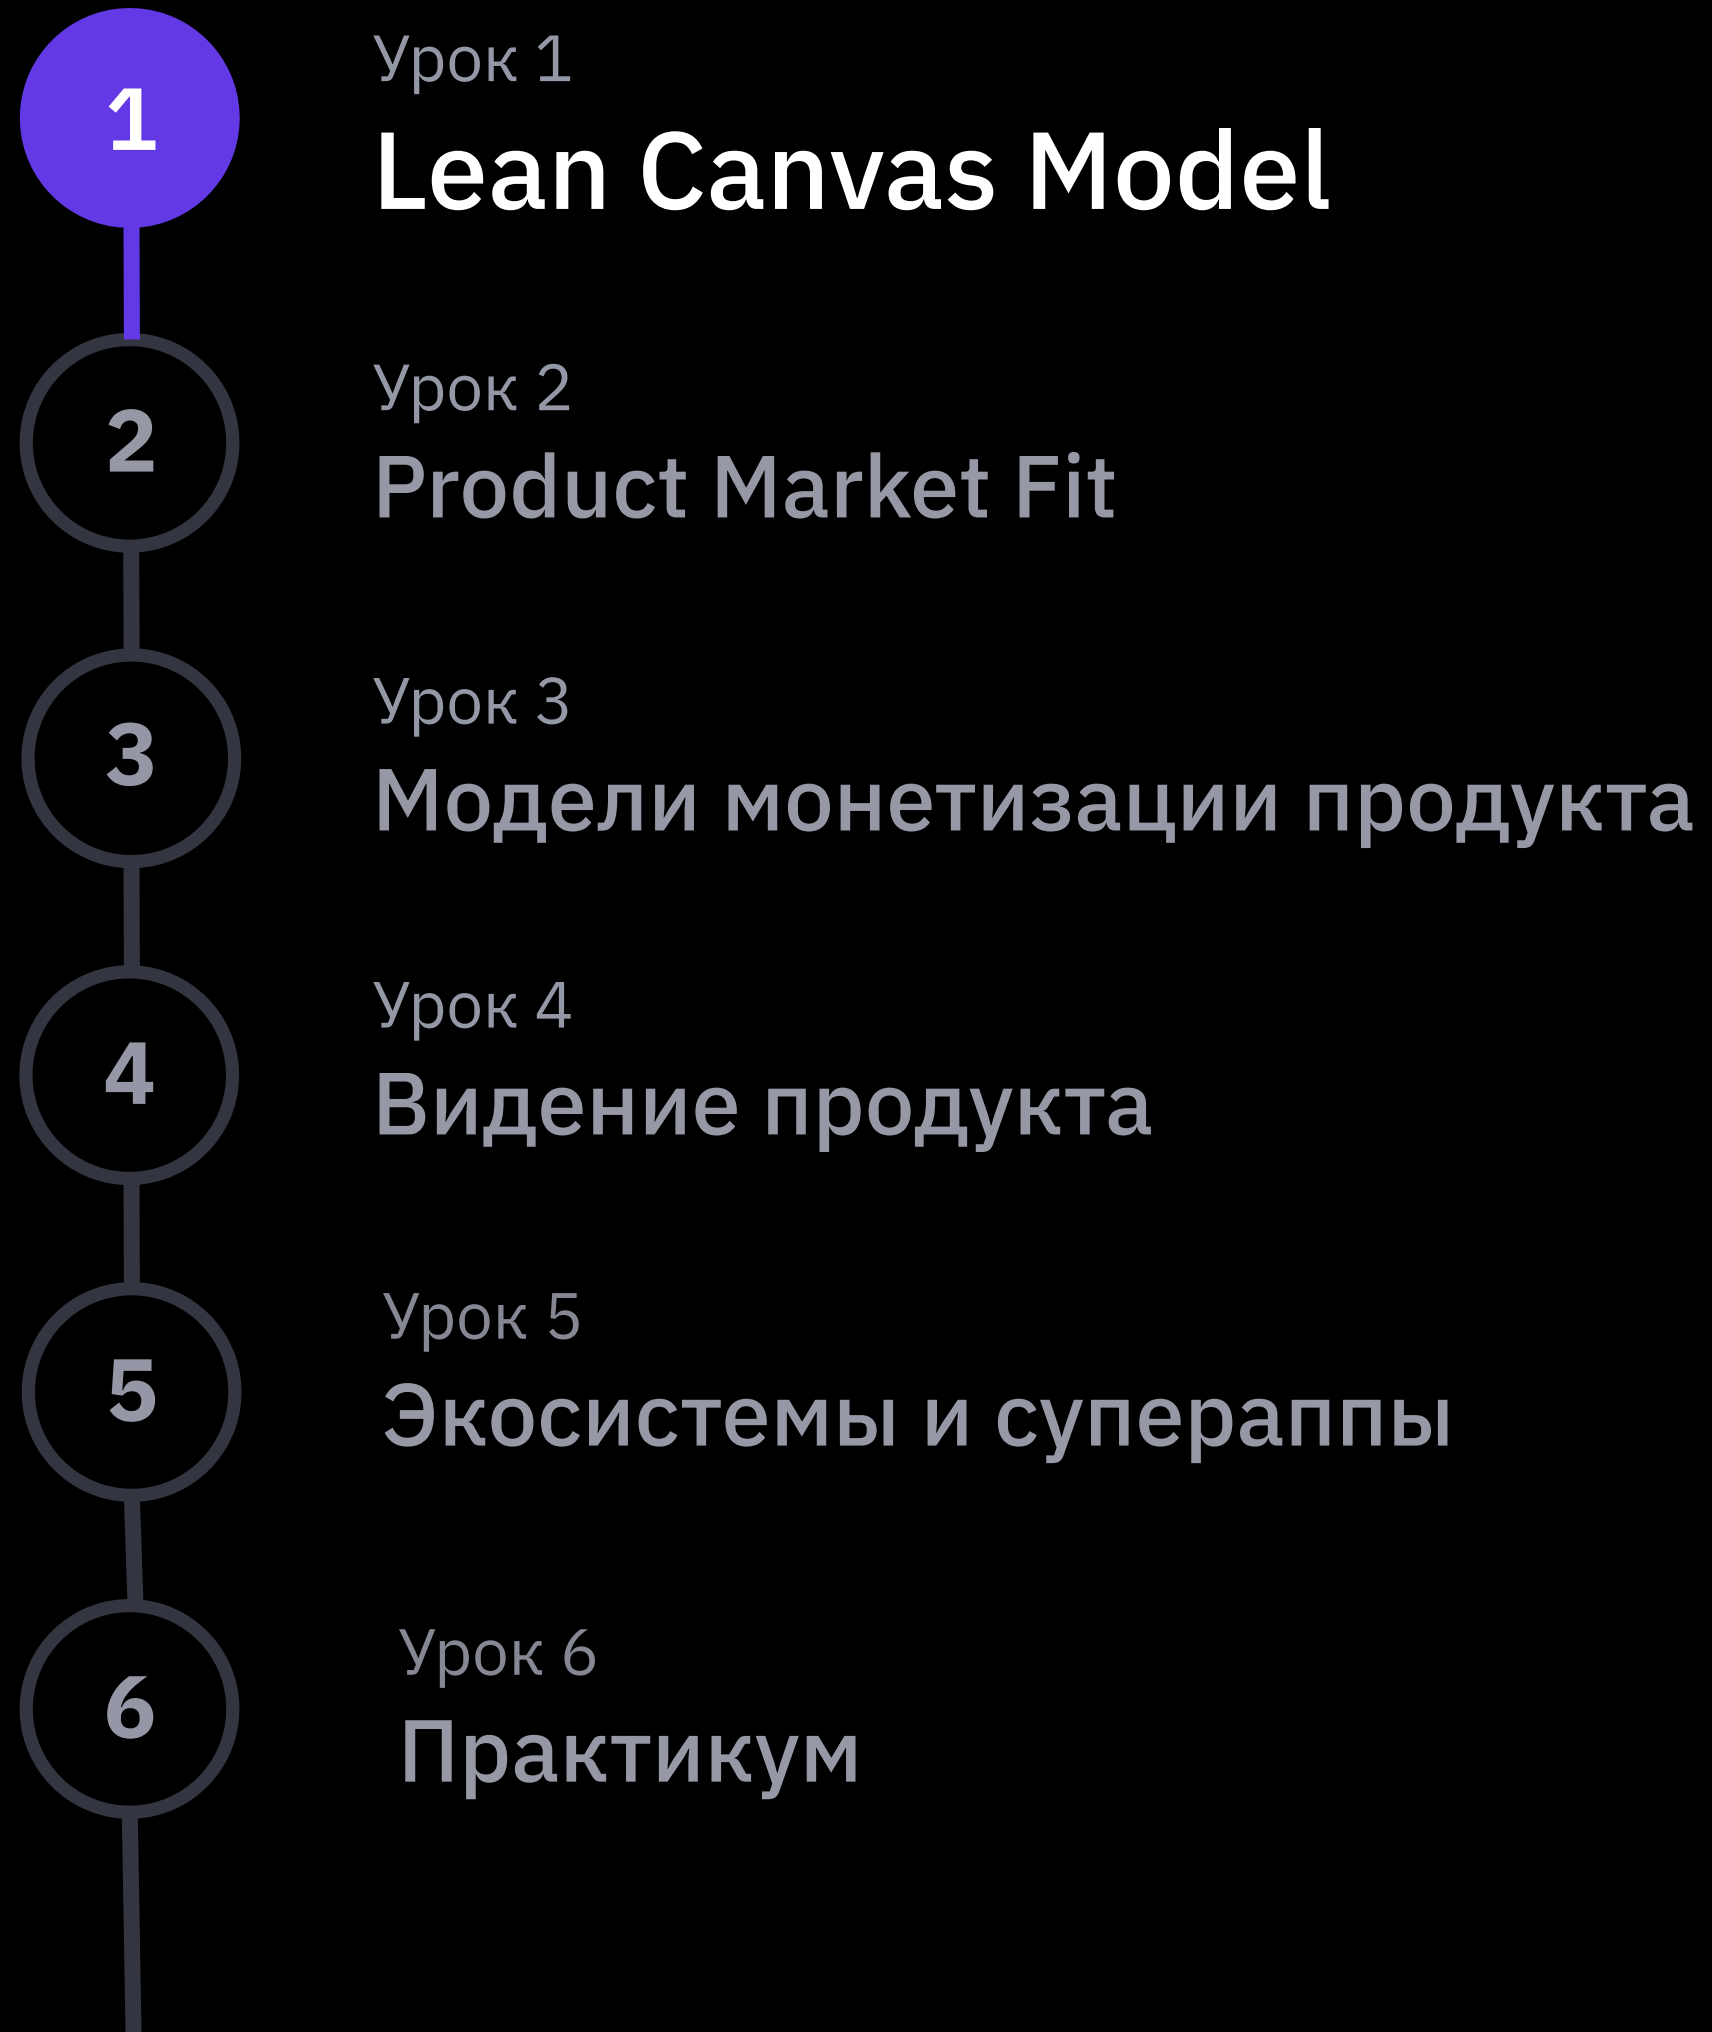 1
Урок 1
Lean Canvas Model
2
Урок 2
Product Market Fit
3
Урок 3
Модели монетизации продукта
4
Урок 4
Видение продукта
5
Урок 5
Экосистемы и супераппы
6
Урок 6
Практикум